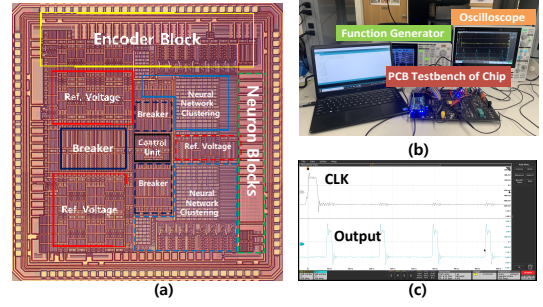 Encoder Block
Ref. Voltage
Breaker
Neural
Network
Clustering
Neuron Blocks
Breaker
Control
Unit
Ref. Voltage
Breaker
Ref. Voltage
Neural
Network
Clustering
(a)
Oscilloscope
Function Generator
PCB Testbench of Chip
(b)
CLK
Output
(c)